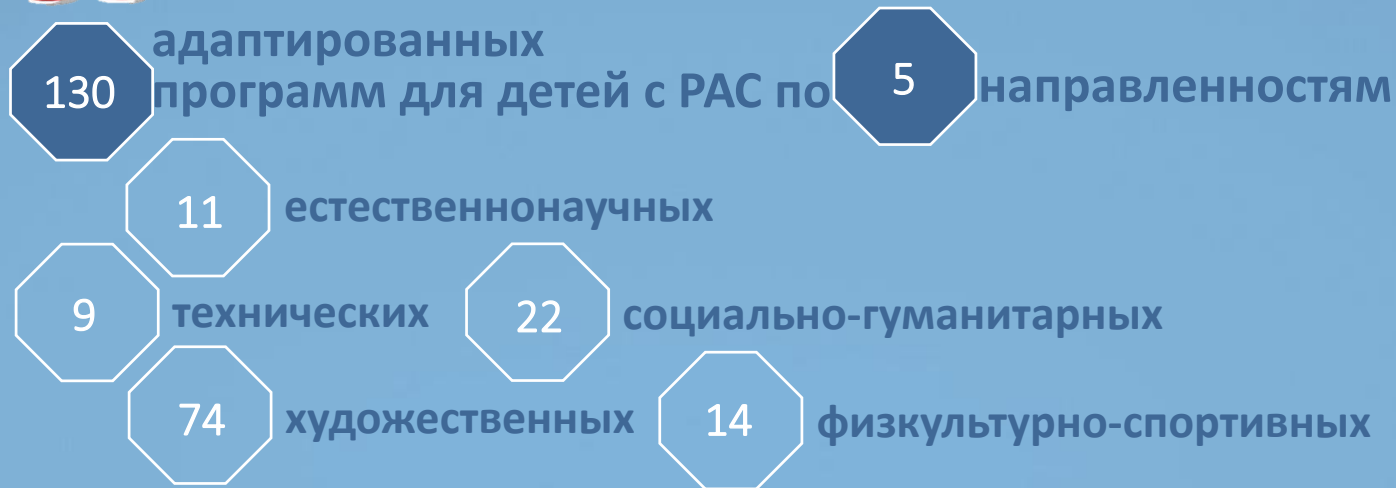 130 адаптированных
программ для детей с РАС по 5 направленностям
11 естественнонаучных
9 технических 22 социально-гуманитарных
74 художественных 14 физкультурно-спортивных